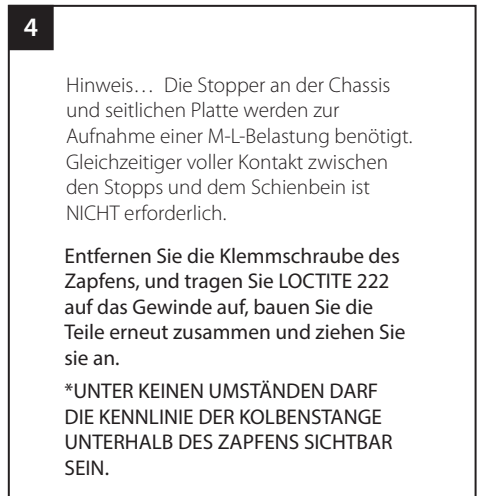 4
Hinweis… Die Stopper an der Chassis
und seitlichen Platte werden zur
Aufnahme einer M-L-Belastung benötigt.
Gleichzeitiger voller Kontakt zwischen
den Stopps und dem Schienbein ist
NICHT erforderlich.
Entfernen Sie die Klemmschraube des
Zapfens, und tragen Sie LOCTITE 222
auf das Gewinde auf, bauen Sie die
Teile erneut zusammen und ziehen Sie
sie an.
*UNTER KEINEN UMSTÄNDEN DARF
DIE KENNLINIE DER KOLBENSTANGE
UNTERHALB DES ZAPFENS SICHTBAR
SEIN.